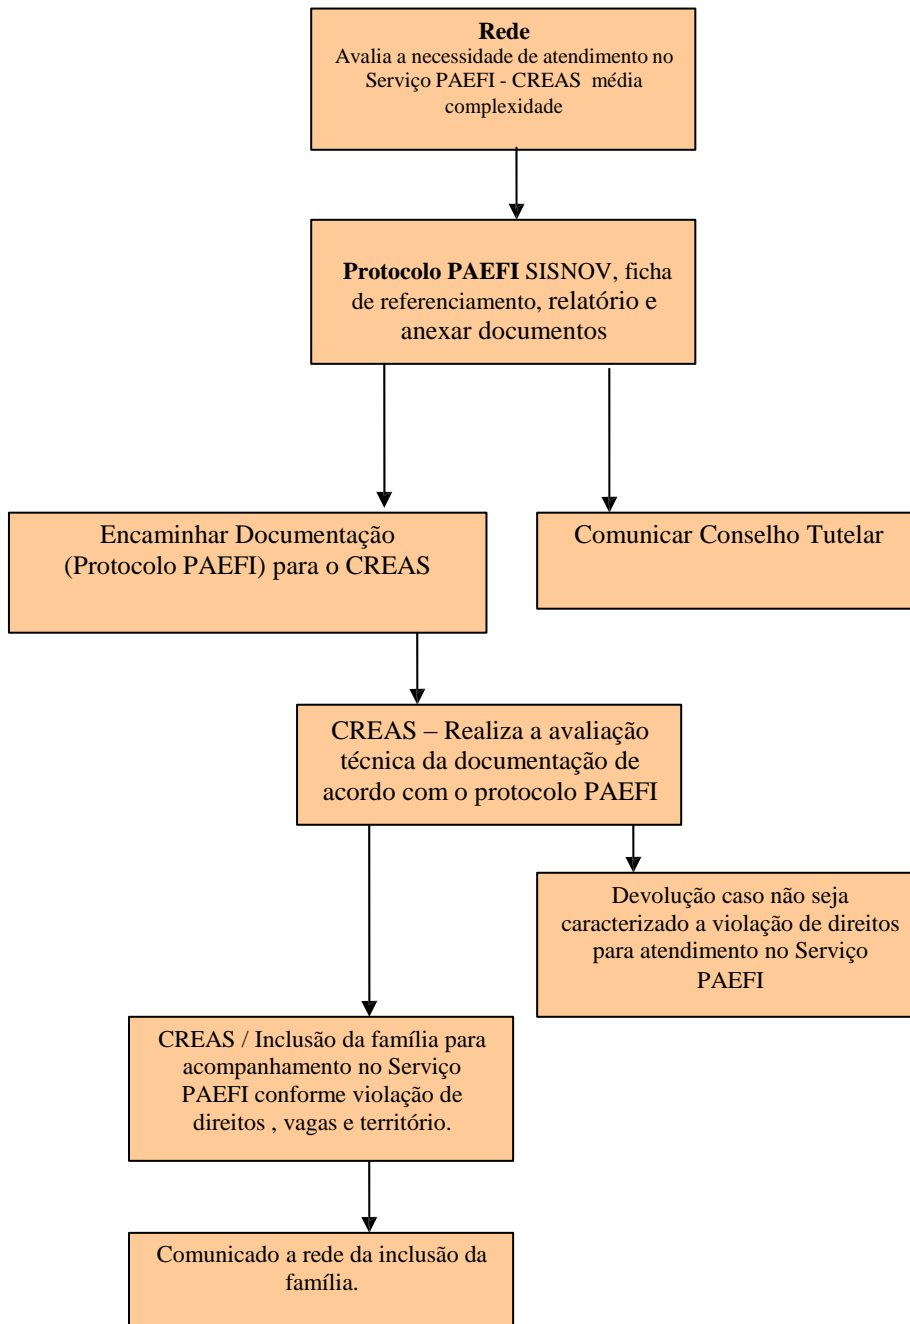 Rede
Avalia a necessidade de atendimento no
Serviço PAEFI - CREAS média
complexidade
Protocolo PAEFI SISNOV, ficha
de referenciamento, relatório e
anexar documentos
Encaminhar Documentação
(Protocolo PAEFI) para o CREAS
Comunicar Conselho Tutelar
CREAS – Realiza a avaliação
técnica da documentação de
acordo com o protocolo PAEFI
Devolução caso não seja
caracterizado a violação de direitos
para atendimento no Serviço
PAEFI
CREAS / Inclusão da família para
acompanhamento no Serviço
PAEFI conforme violação de
direitos , vagas e território.
Comunicado a rede da inclusão da
família.